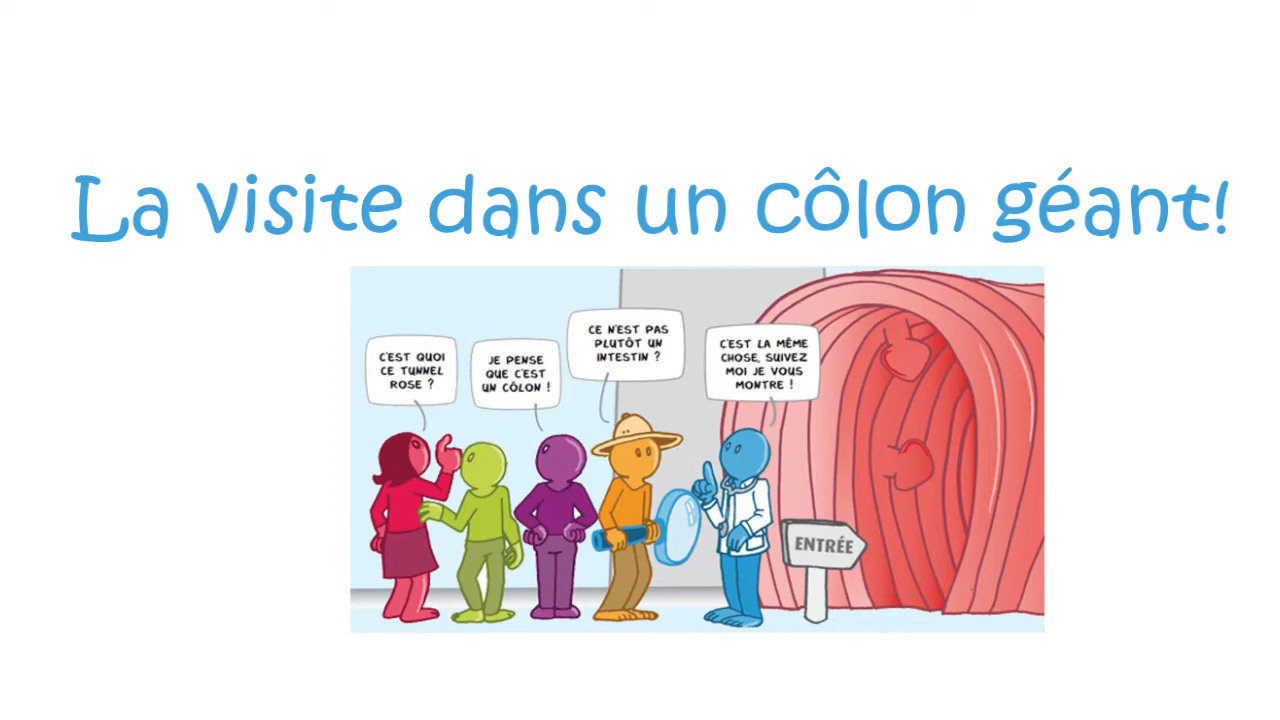 La visite dans un côlon géant!
C'EST QUOI
CE TUNNEL
ROSE ?
JE PENSE
QUE C'EST
UN CÔLON !
CE N'EST PAS
PLUTÔT UN
INTESTIN ?
C'EST LA MÊME
CHOSE, SUIVEZ
MOI JE VOUS
MONTRE !
ENTRÉE